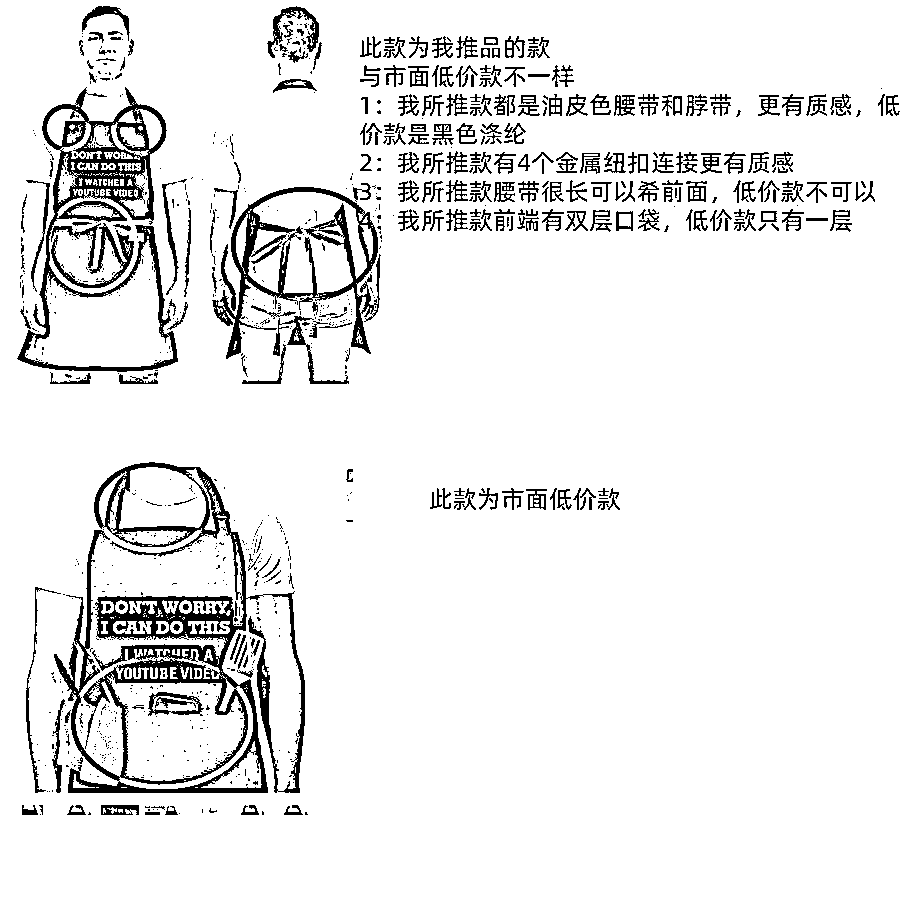 此款为我推品的款
与市面低价款不一样
1：我所推款都是油皮色腰带和脖带，更有质感，低
价款是黑色涤纶
2：我所推款有4个金属纽扣连接更有质感
3：我所推款腰带很长可以希前面，低价款不可以
4：我所推款前端有双层口袋，低价款只有一层
DON'T WORRY,
I CAN DO THIS
I WATCHED A
YOUTUBE VIDEO
此款为市面低价款
DON'T WORRY,
I CAN DO THIS
I WATCHED A
YOUTUBE VIDEO